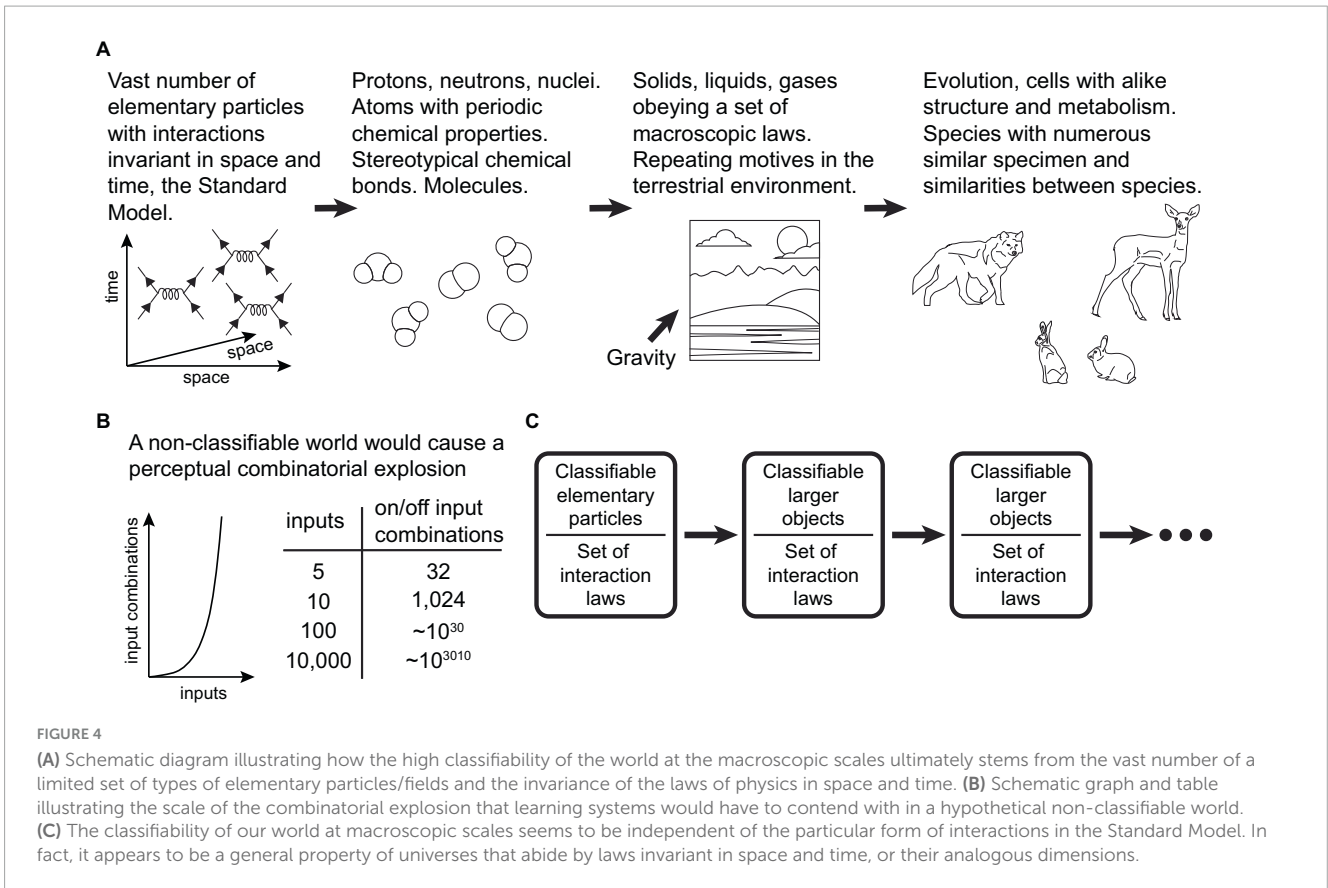 A
Vast number of
elementary particles
with interactions
invariant in space and
time, the Standard
Model.
Protons, neutrons, nuclei.
Atoms with periodic
chemical properties.
Stereotypical chemical
bonds. Molecules.
Solids, liquids, gases
obeying a set of
macroscopic laws.
Repeating motives in the
terrestrial environment.
Evolution, cells with alike
structure and metabolism.
Species with numerous
similar specimen and
similarities between species.
time
space
space
Gravity
B
A non-classifiable world would cause a
perceptual combinatorial explosion
input combinations
inputs
inputs on/off input combinations
5 32
10 1,024
100 ~10³⁰
10,000 ~10³⁰¹⁰
C
Classifiable
elementary
particles
Set of
interaction
laws
Classifiable
larger
objects
Set of
interaction
laws
Classifiable
larger
objects
Set of
interaction
laws
FIGURE 4
(A) Schematic diagram illustrating how the high classifiability of the world at the macroscopic scales ultimately stems from the vast number of a
limited set of types of elementary particles/fields and the invariance of the laws of physics in space and time. (B) Schematic graph and table
illustrating the scale of the combinatorial explosion that learning systems would have to contend with in a hypothetical non-classifiable world.
(C) The classifiability of our world at macroscopic scales seems to be independent of the particular form of interactions in the Standard Model. In
fact, it appears to be a general property of universes that abide by laws invariant in space and time, or their analogous dimensions.